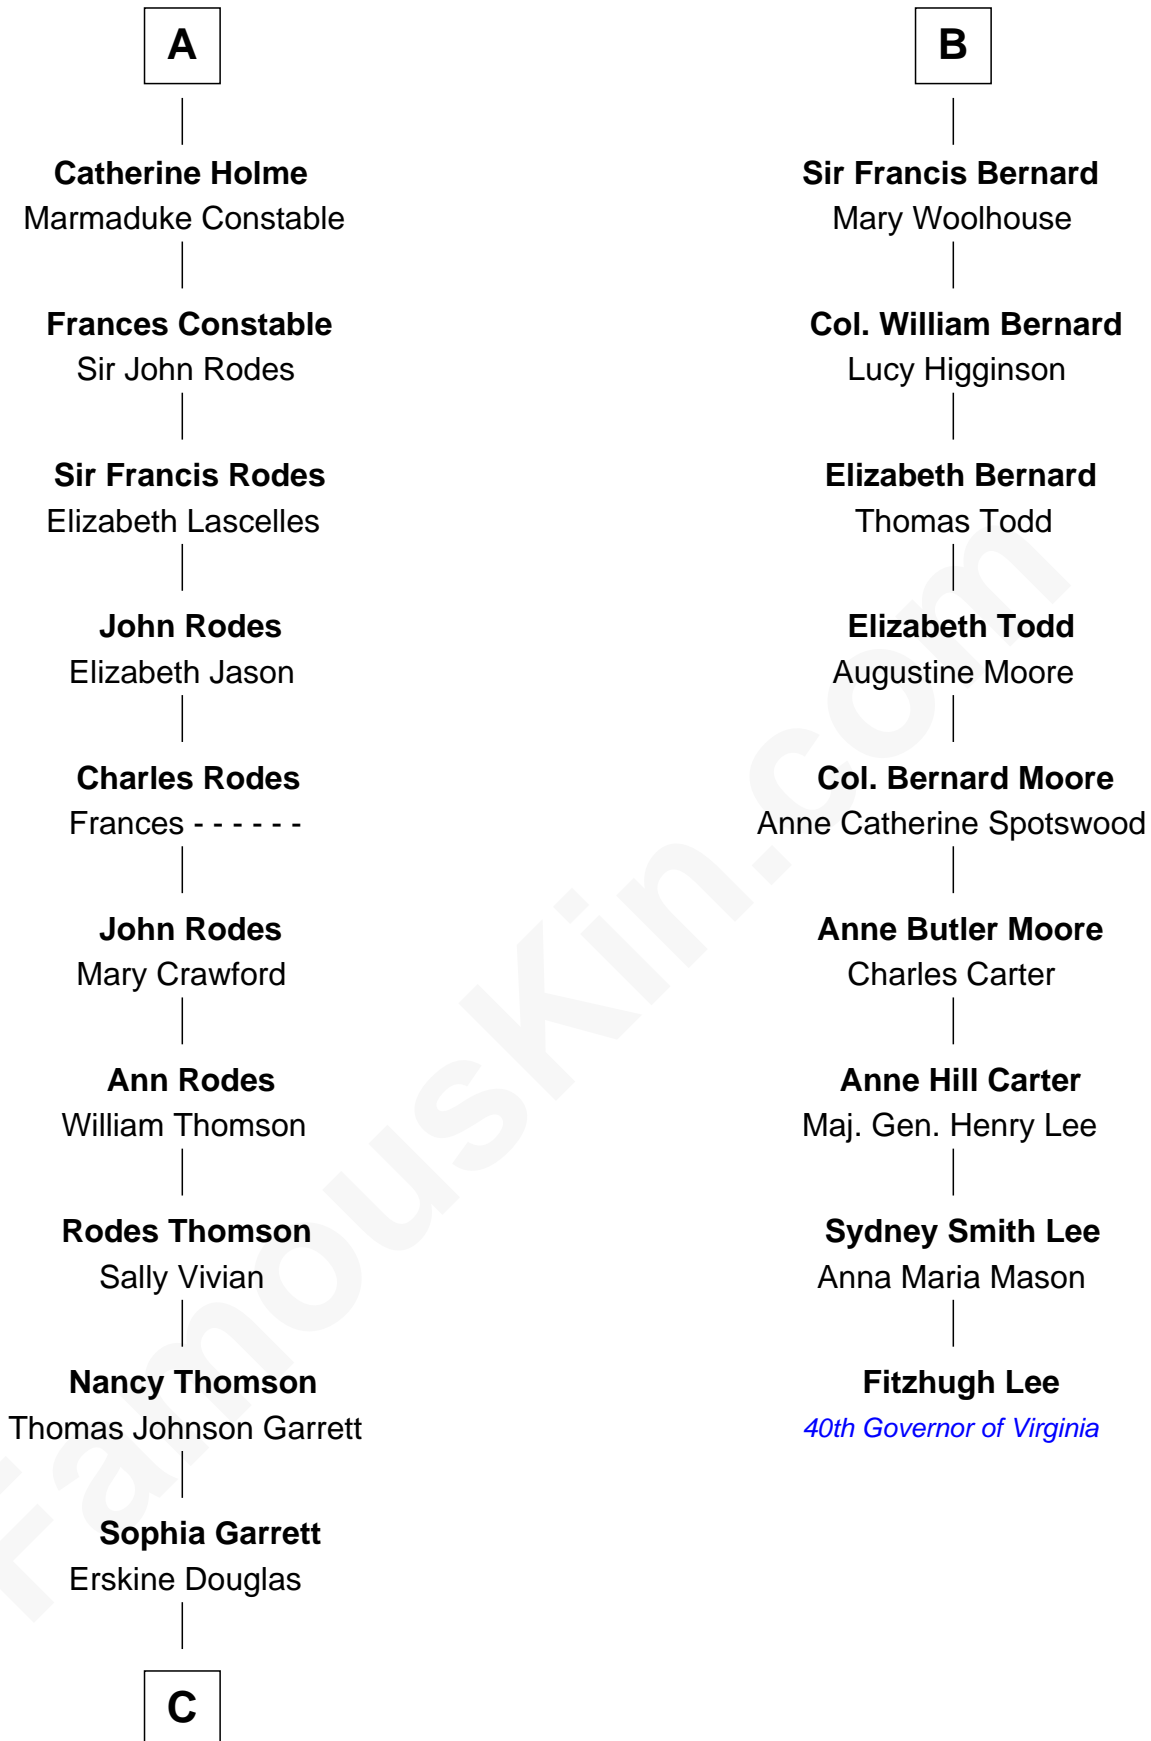 A
Catherine Holme
Marmaduke Constable
Frances Constable
Sir John Rodes
Sir Francis Rodes
Elizabeth Lascelles
John Rodes
Elizabeth Jason
Charles Rodes
Frances - - - - - -
John Rodes
Mary Crawford
Ann Rodes
William Thomson
Rodes Thomson
Sally Vivian
Nancy Thomson
Thomas Johnson Garrett
Sophia Garrett
Erskine Douglas
C
B
Sir Francis Bernard
Mary Woolhouse
Col. William Bernard
Lucy Higginson
Elizabeth Bernard
Thomas Todd
Elizabeth Todd
Augustine Moore
Col. Bernard Moore
Anne Catherine Spotswood
Anne Butler Moore
Charles Carter
Anne Hill Carter
Maj. Gen. Henry Lee
Sydney Smith Lee
Anna Maria Mason
Fitzhugh Lee
40th Governor of Virginia
FamousKin.com